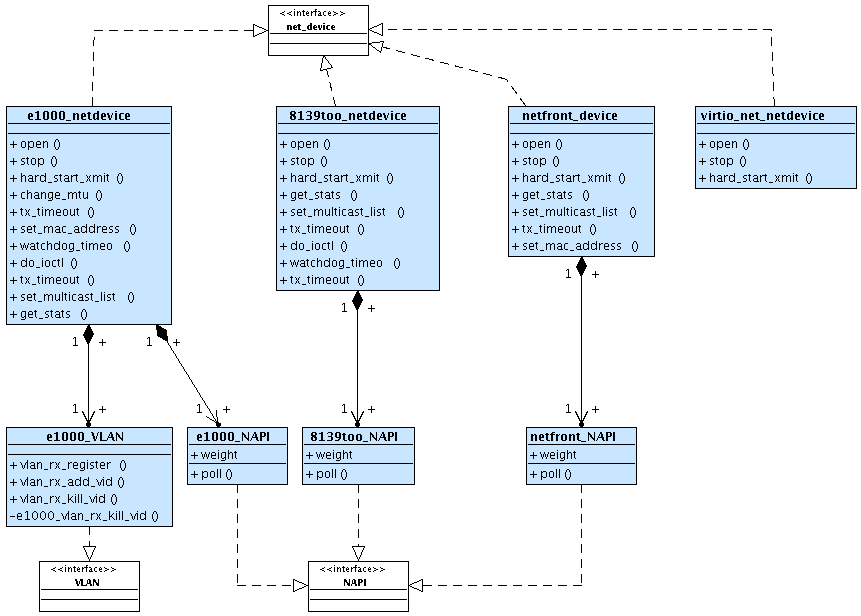 <<interface>>
net_device
e1000_netdevice
+ open ()
+ stop ()
+ hard_start_xmit ()
+ change_mtu ()
+ tx_timeout ()
+ set_mac_address ()
+ watchdog_timeo ()
+ do_ioctl ()
+ tx_timeout ()
+ set_multicast_list ()
+ get_stats ()
8139too_netdevice
+ open ()
+ stop ()
+ hard_start_xmit ()
+ get_stats ()
+ set_multicast_list ()
+ tx_timeout ()
+ do_ioctl ()
+ watchdog_timeo ()
+ tx_timeout ()
netfront_device
+ open ()
+ stop ()
+ hard_start_xmit ()
+ get_stats ()
+ set_multicast_list ()
+ tx_timeout ()
+ set_mac_address ()
virtio_net_netdevice
+ open ()
+ stop ()
+ hard_start_xmit ()
1 +
1 +
1 +
1 +
1 +
1 +
1 +
1 +
e1000_VLAN
+ vlan_rx_register ()
+ vlan_rx_add_vid ()
+ vlan_rx_kill_vid ()
- e1000_vlan_rx_kill_vid ()
e1000_NAPI
+ weight
+ poll ()
8139too_NAPI
+ weight
+ poll ()
netfront_NAPI
+ weight
+ poll ()
<<interface>>
VLAN
<<interface>>
NAPI